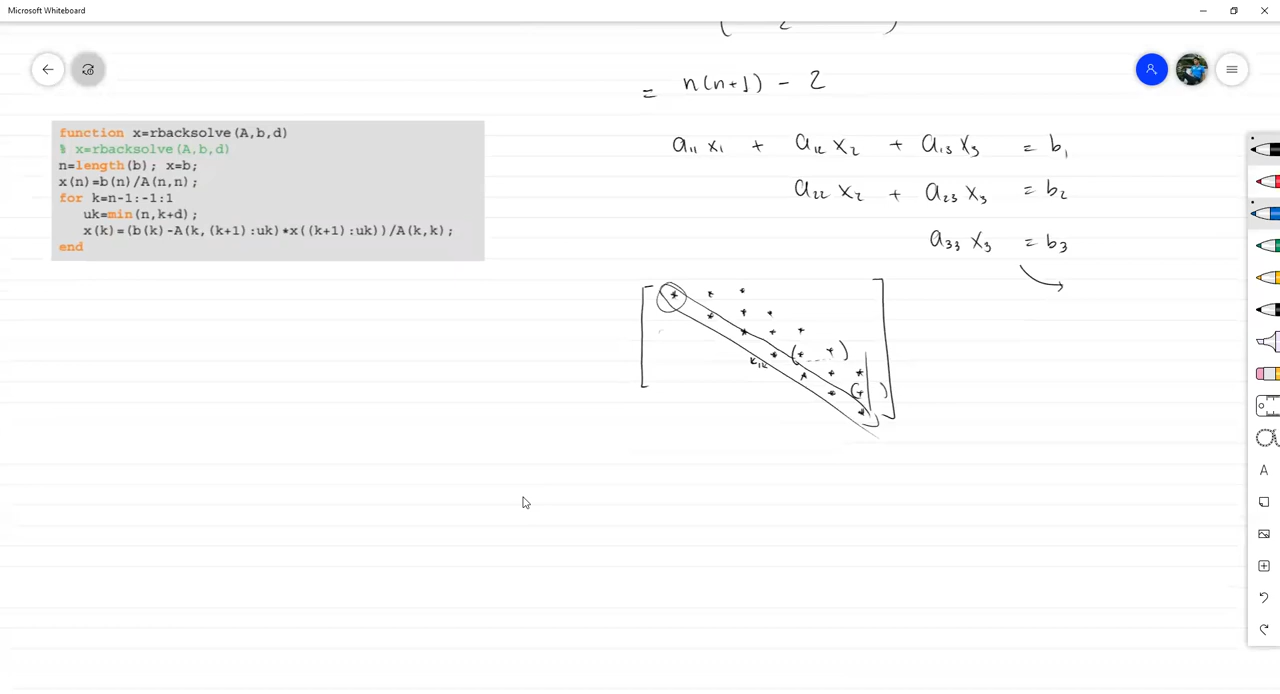 Microsoft Whiteboard
( 2 )
= n(n+1) - 2
function x=rbacksolve(A,b,d)
% x=rbacksolve(A,b,d)
n=length(b); x=b;
x(n)=b(n)/A(n,n);
for k=n-1:-1:1
uk=min(n,k+d);
x(k)=(b(k)-A(k,(k+1):uk)*x((k+1):uk))/A(k,k);
end
a₁₁ x₁ + a₁₂ x₂ + a₁₃ x₃ = b₁
a₂₂ x₂ + a₂₃ x₃ = b₂
a₃₃ x₃ = b₃
A